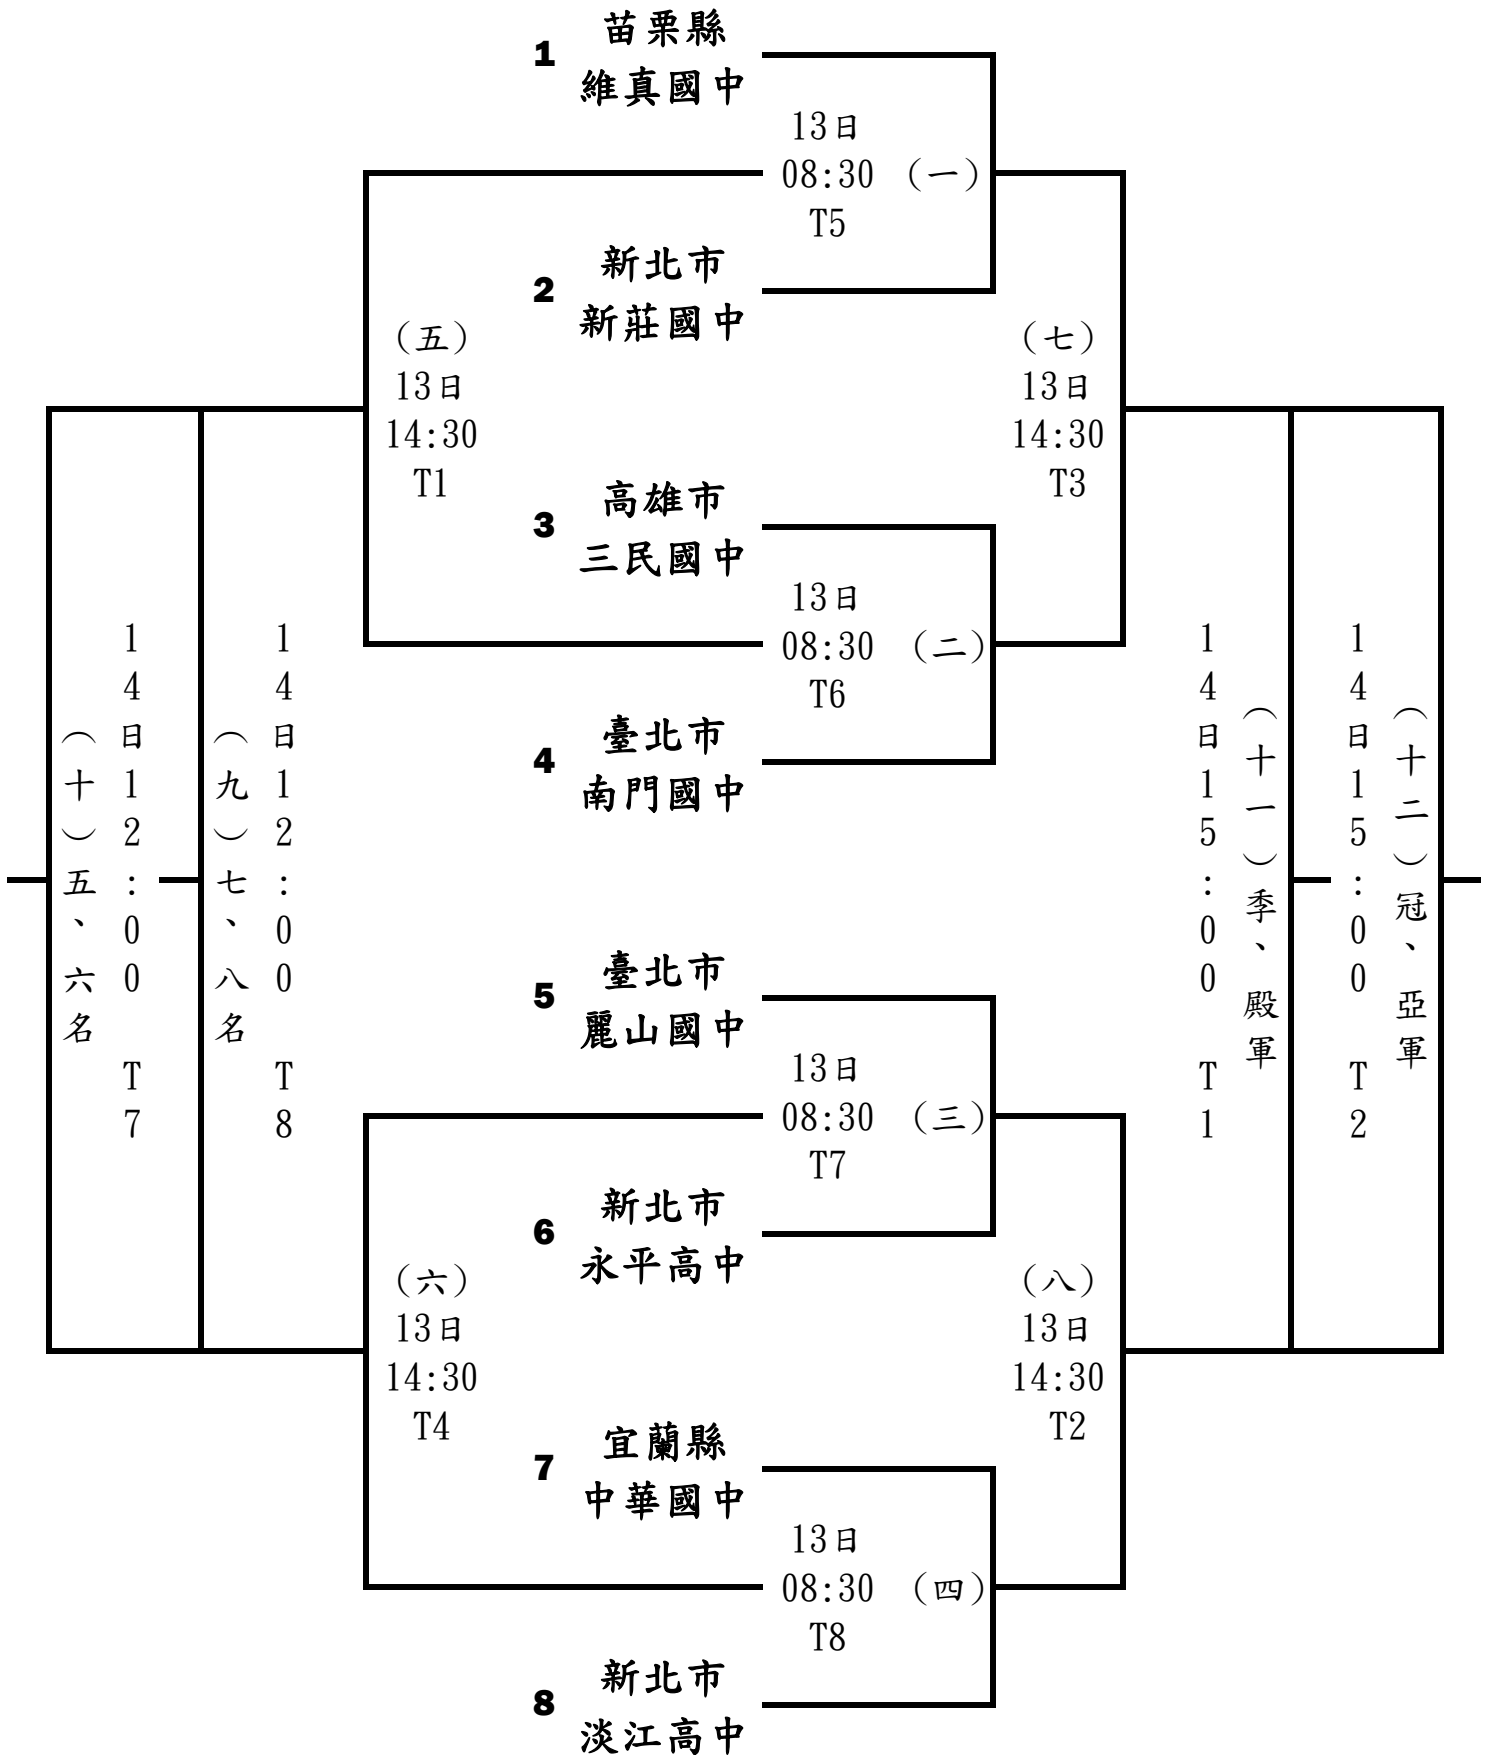 1
苗栗縣
維真國中
13日
08:30 (一)
T5
2
新北市
新莊國中
(五)
13日
14:30
T1
(七)
13日
14:30
T3
3
高雄市
三民國中
13日
08:30 (二)
T6
4
臺北市
南門國中
14日12:00 T7
(十)五、六名
14日12:00 T8
(九)七、八名
14日15:00 T1
(十一)季、殿軍
14日15:00 T2
(十二)冠、亞軍
5
臺北市
麗山國中
13日
08:30 (三)
T7
6
新北市
永平高中
(六)
13日
14:30
T4
(八)
13日
14:30
T2
7
宜蘭縣
中華國中
13日
08:30 (四)
T8
8
新北市
淡江高中